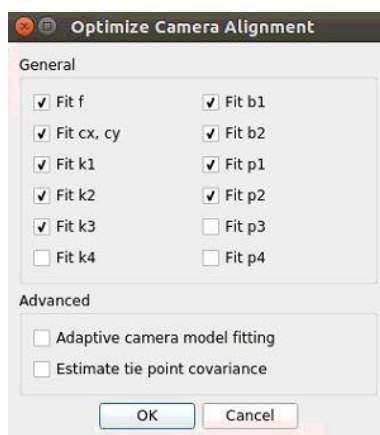 Optimize Camera Alignment
General
Fit f
Fit b1
Fit cx, cy
Fit b2
Fit k1
Fit p1
Fit k2
Fit p2
Fit k3
Fit p3
Fit k4
Fit p4
Advanced
Adaptive camera model fitting
Estimate tie point covariance
OK
Cancel